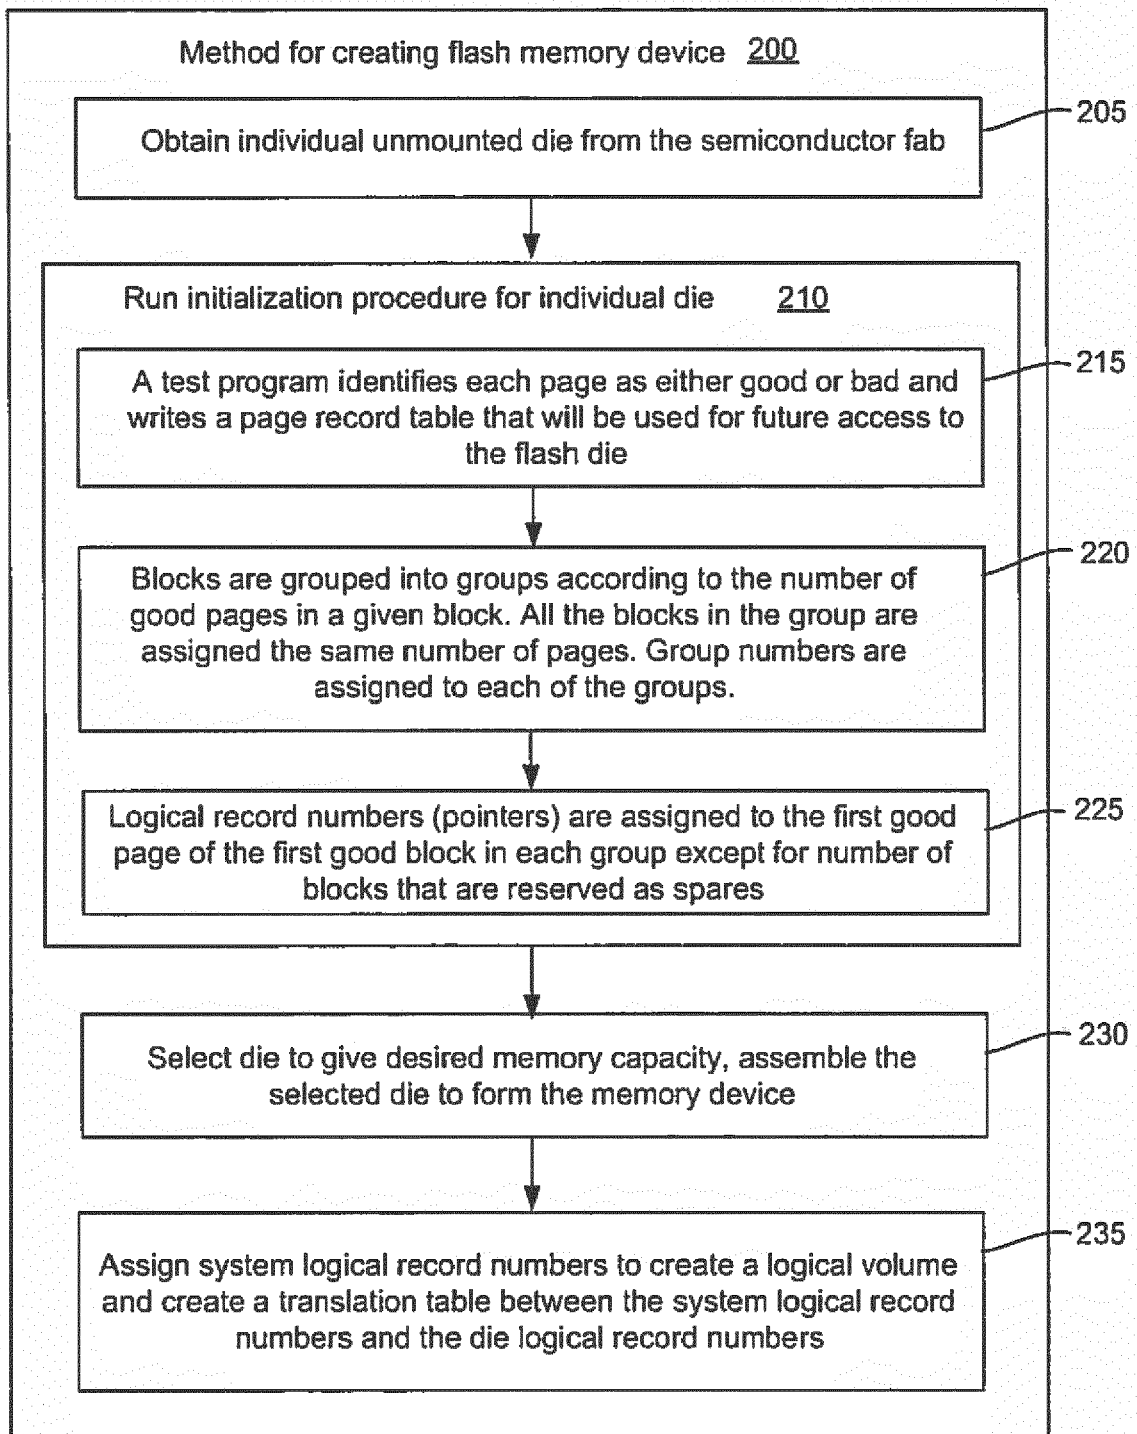 Method for creating flash memory device 200
205
Obtain individual unmounted die from the semiconductor fab
Run initialization procedure for individual die 210
215
A test program identifies each page as either good or bad and
writes a page record table that will be used for future access to
the flash die
220
Blocks are grouped into groups according to the number of
good pages in a given block. All the blocks in the group are
assigned the same number of pages. Group numbers are
assigned to each of the groups.
225
Logical record numbers (pointers) are assigned to the first good
page of the first good block in each group except for number of
blocks that are reserved as spares
230
Select die to give desired memory capacity, assemble the
selected die to form the memory device
235
Assign system logical record numbers to create a logical volume
and create a translation table between the system logical record
numbers and the die logical record numbers